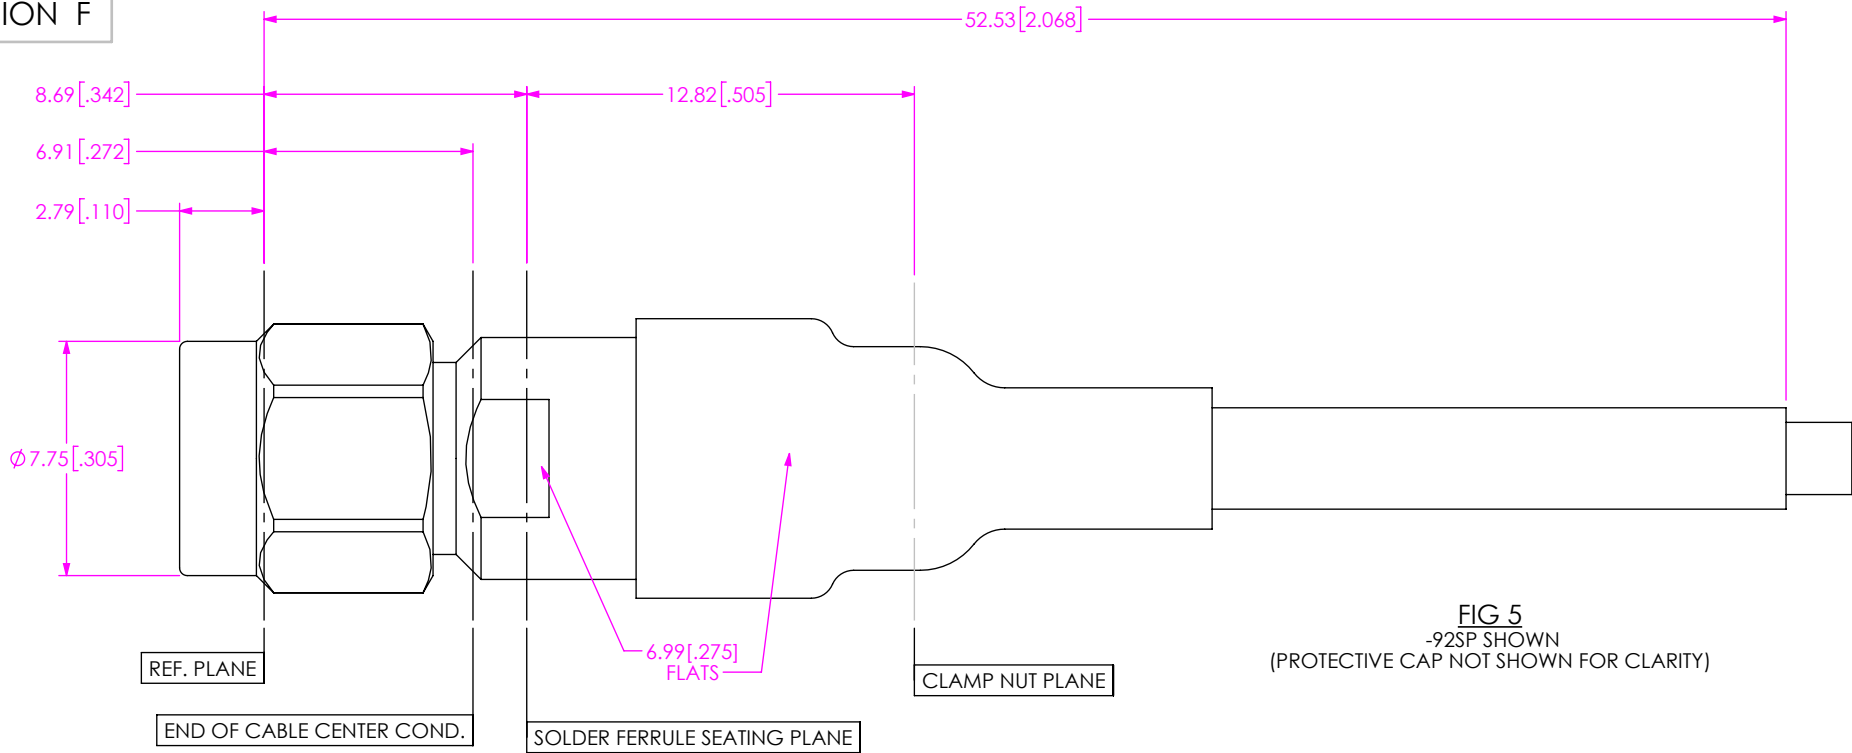 ION F
52.53[2.068]
8.69[.342]
12.82[.505]
6.91[.272]
2.79[.110]
Ø7.75[.305]
6.99[.275]
FLATS
FIG 5
-92SP SHOWN
(PROTECTIVE CAP NOT SHOWN FOR CLARITY)
REF. PLANE
CLAMP NUT PLANE
END OF CABLE CENTER COND.
SOLDER FERRULE SEATING PLANE